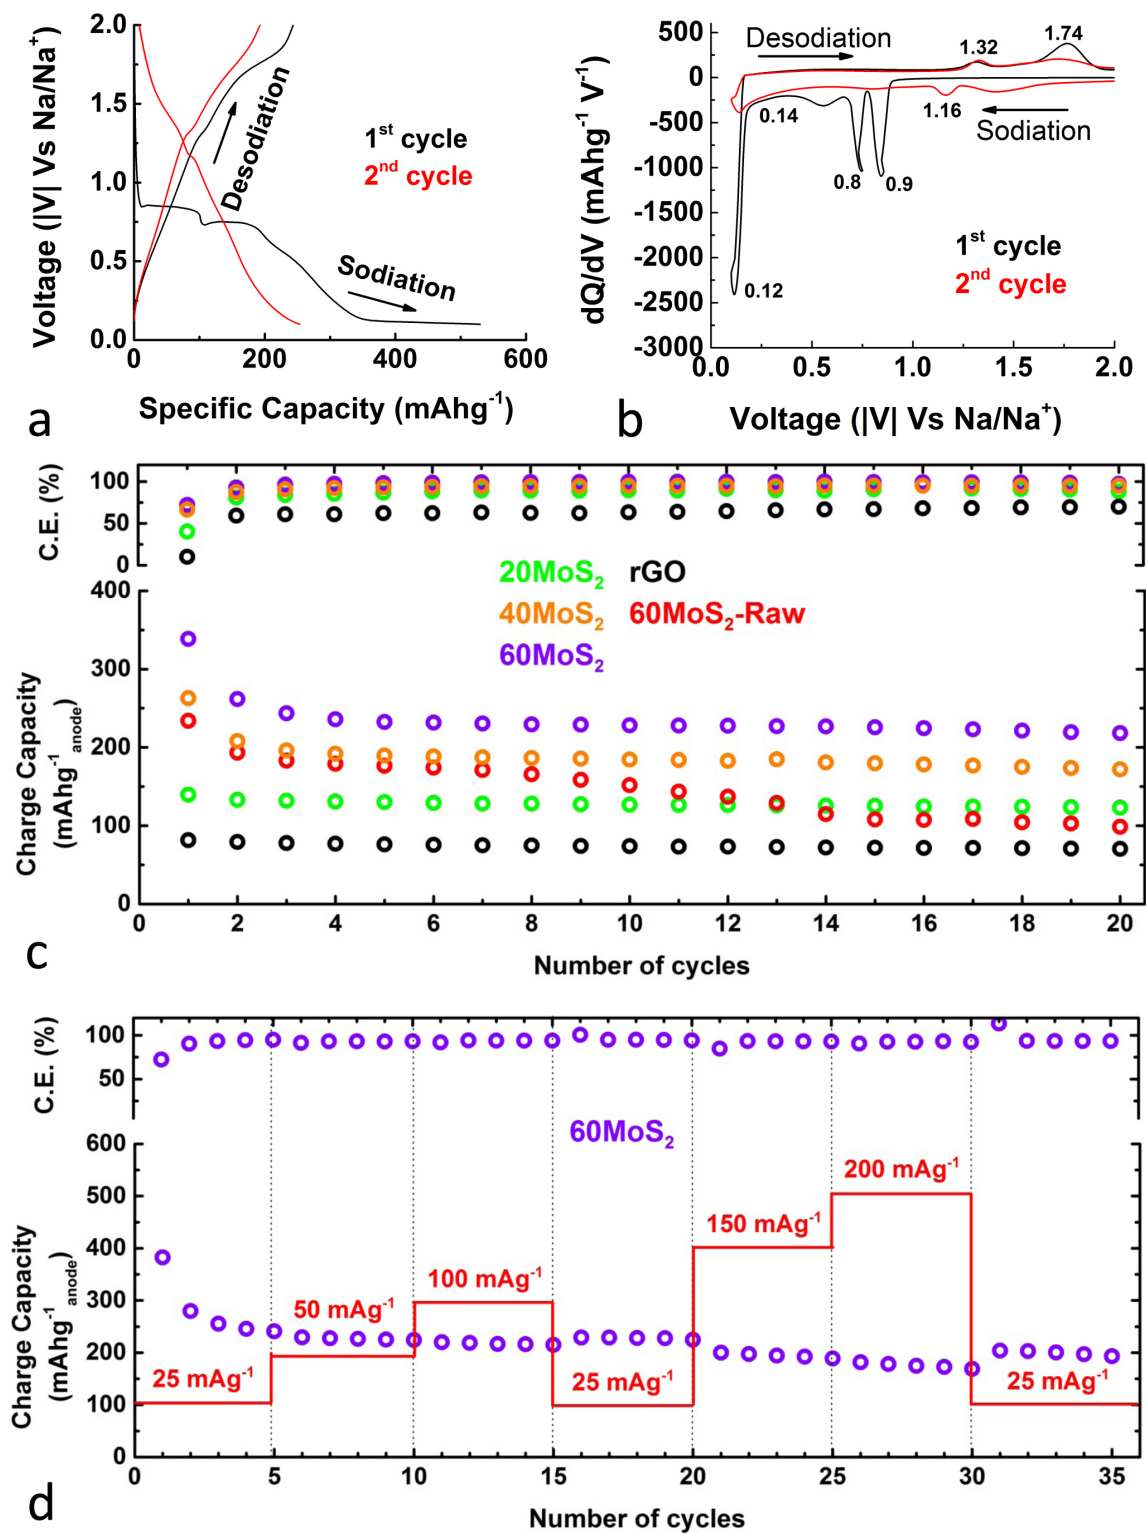 2.0
1.5
1.0
0.5
0.0
Voltage (|V| Vs Na/Na⁺)
1ˢᵗ cycle
2ⁿᵈ cycle
Desodiation
Sodiation
0 200 400 600
Specific Capacity (mAhg⁻¹)
a
500
0
-500
-1000
-1500
-2000
-2500
-3000
dQ/dV (mAhg⁻¹ V⁻¹)
Desodiation
1.32
1.74
0.14
1.16
Sodiation
0.8
0.9
0.12
1ˢᵗ cycle
2ⁿᵈ cycle
0.0 0.5 1.0 1.5 2.0
Voltage (|V| Vs Na/Na⁺)
b
C.E. (%)
100
50
0
20MoS₂ rGO
40MoS₂ 60MoS₂-Raw
60MoS₂
400
300
200
100
0
Charge Capacity
(mAhg⁻¹anode)
0 2 4 6 8 10 12 14 16 18 20
Number of cycles
c
C.E. (%)
100
50
60MoS₂
600
500
400
300
200
100
0
Charge Capacity
(mAhg⁻¹anode)
25 mAg⁻¹
50 mAg⁻¹
100 mAg⁻¹
25 mAg⁻¹
150 mAg⁻¹
200 mAg⁻¹
25 mAg⁻¹
0 5 10 15 20 25 30 35
Number of cycles
d